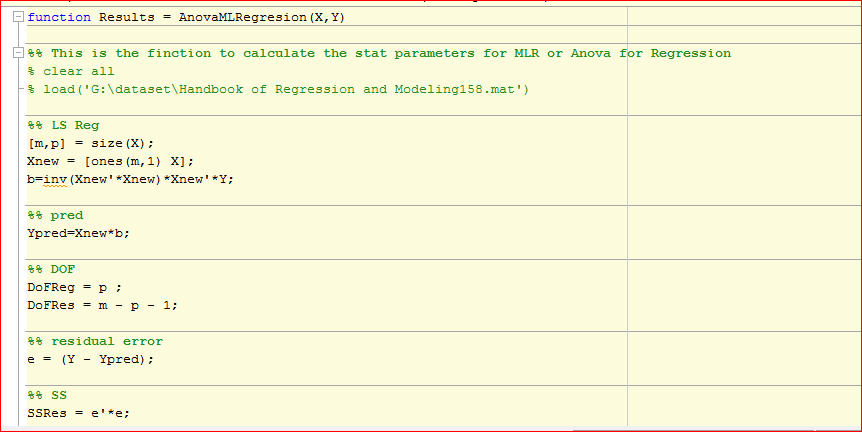 function Results = AnovaMLRegresion(X,Y)
%% This is the finction to calculate the stat parameters for MLR or Anova for Regression
% clear all
% load('G:\dataset\Handbook of Regression and Modeling158.mat')
%% LS Reg
[m,p] = size(X);
Xnew = [ones(m,1) X];
b=inv(Xnew'*Xnew)*Xnew'*Y;
%% pred
Ypred=Xnew*b;
%% DOF
DoFReg = p ;
DoFRes = m - p - 1;
%% residual error
e = (Y - Ypred);
%% SS
SSRes = e'*e;